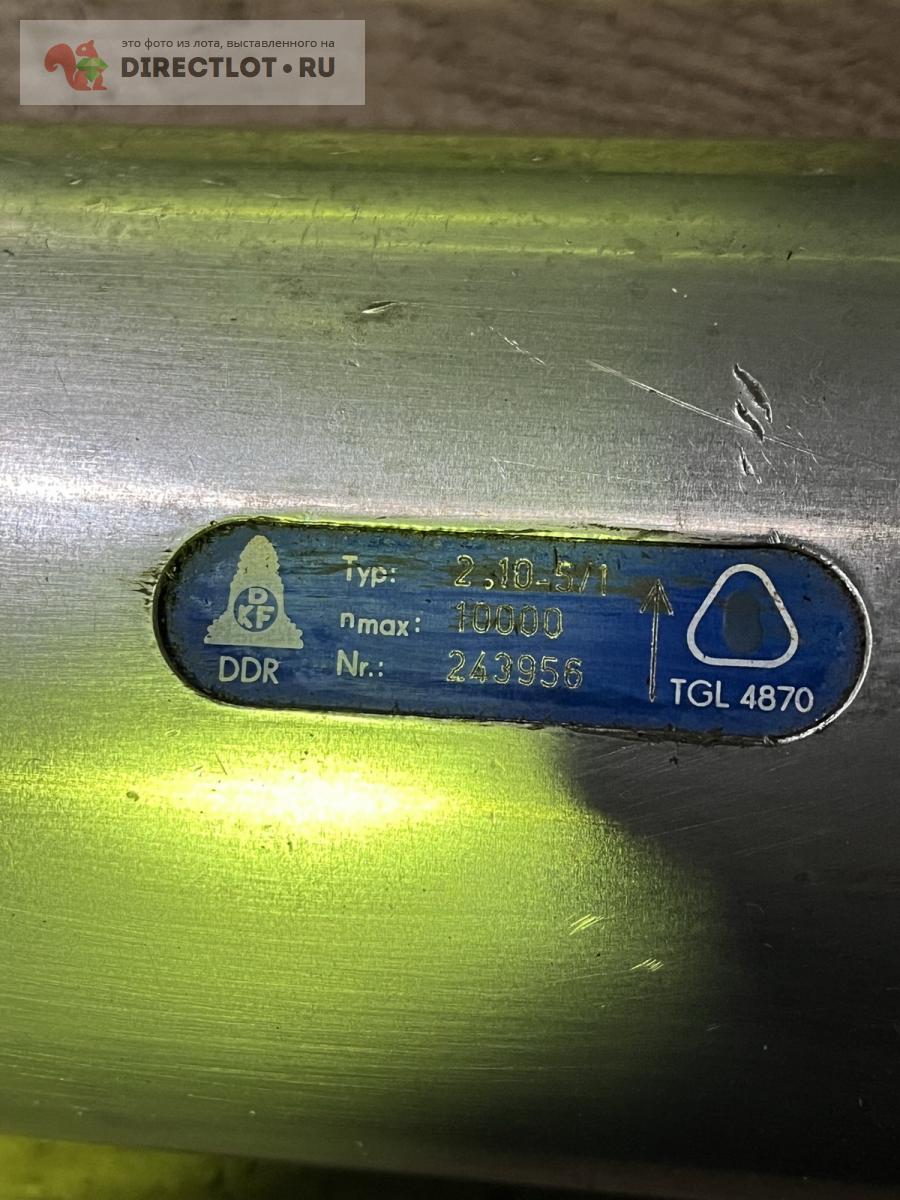 это фото из лота, выставленного на
DIRECTLOT•RU
DKF
DDR
Typ: 2.10-5/1
nmax: 10000
Nr.: 243956
TGL 4870